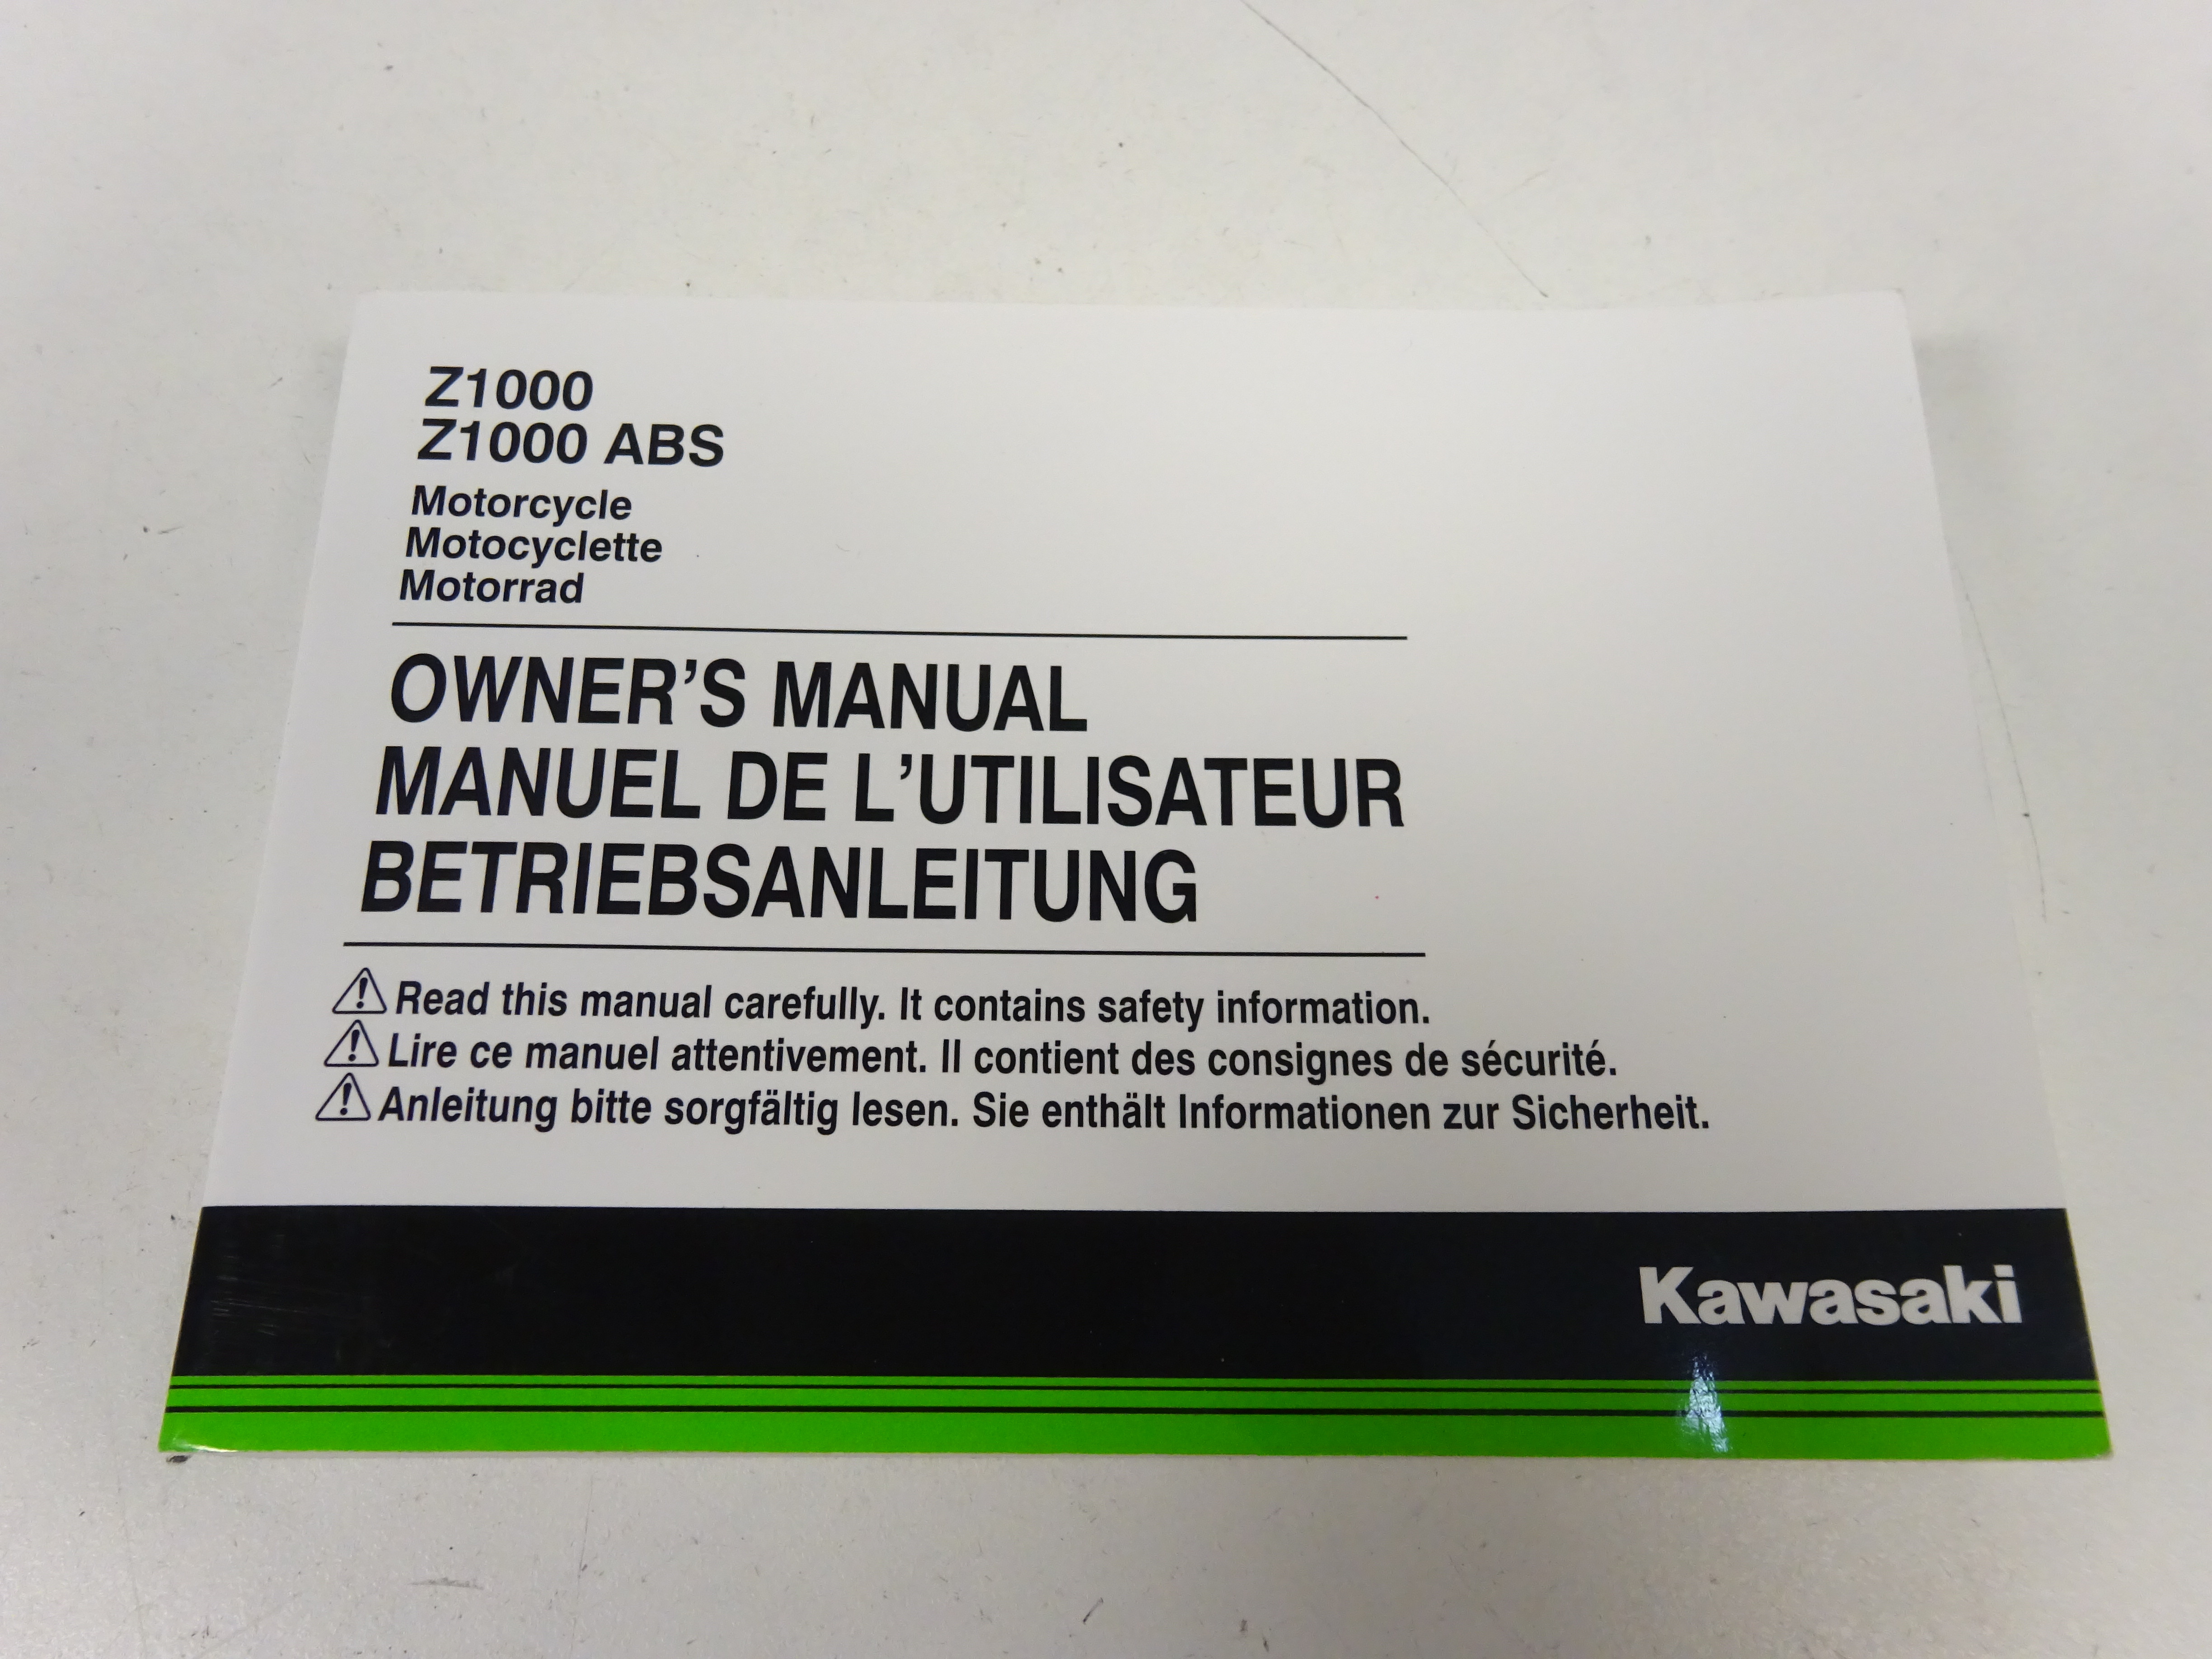 Z1000
Z1000 ABS
Motorcycle
Motocyclette
Motorrad
OWNER'S MANUAL
MANUEL DE L'UTILISATEUR
BETRIEBSANLEITUNG
Read this manual carefully. It contains safety information.
Lire ce manuel attentivement. Il contient des consignes de sécurité.
Anleitung bitte sorgfältig lesen. Sie enthält Informationen zur Sicherheit.
Kawasaki